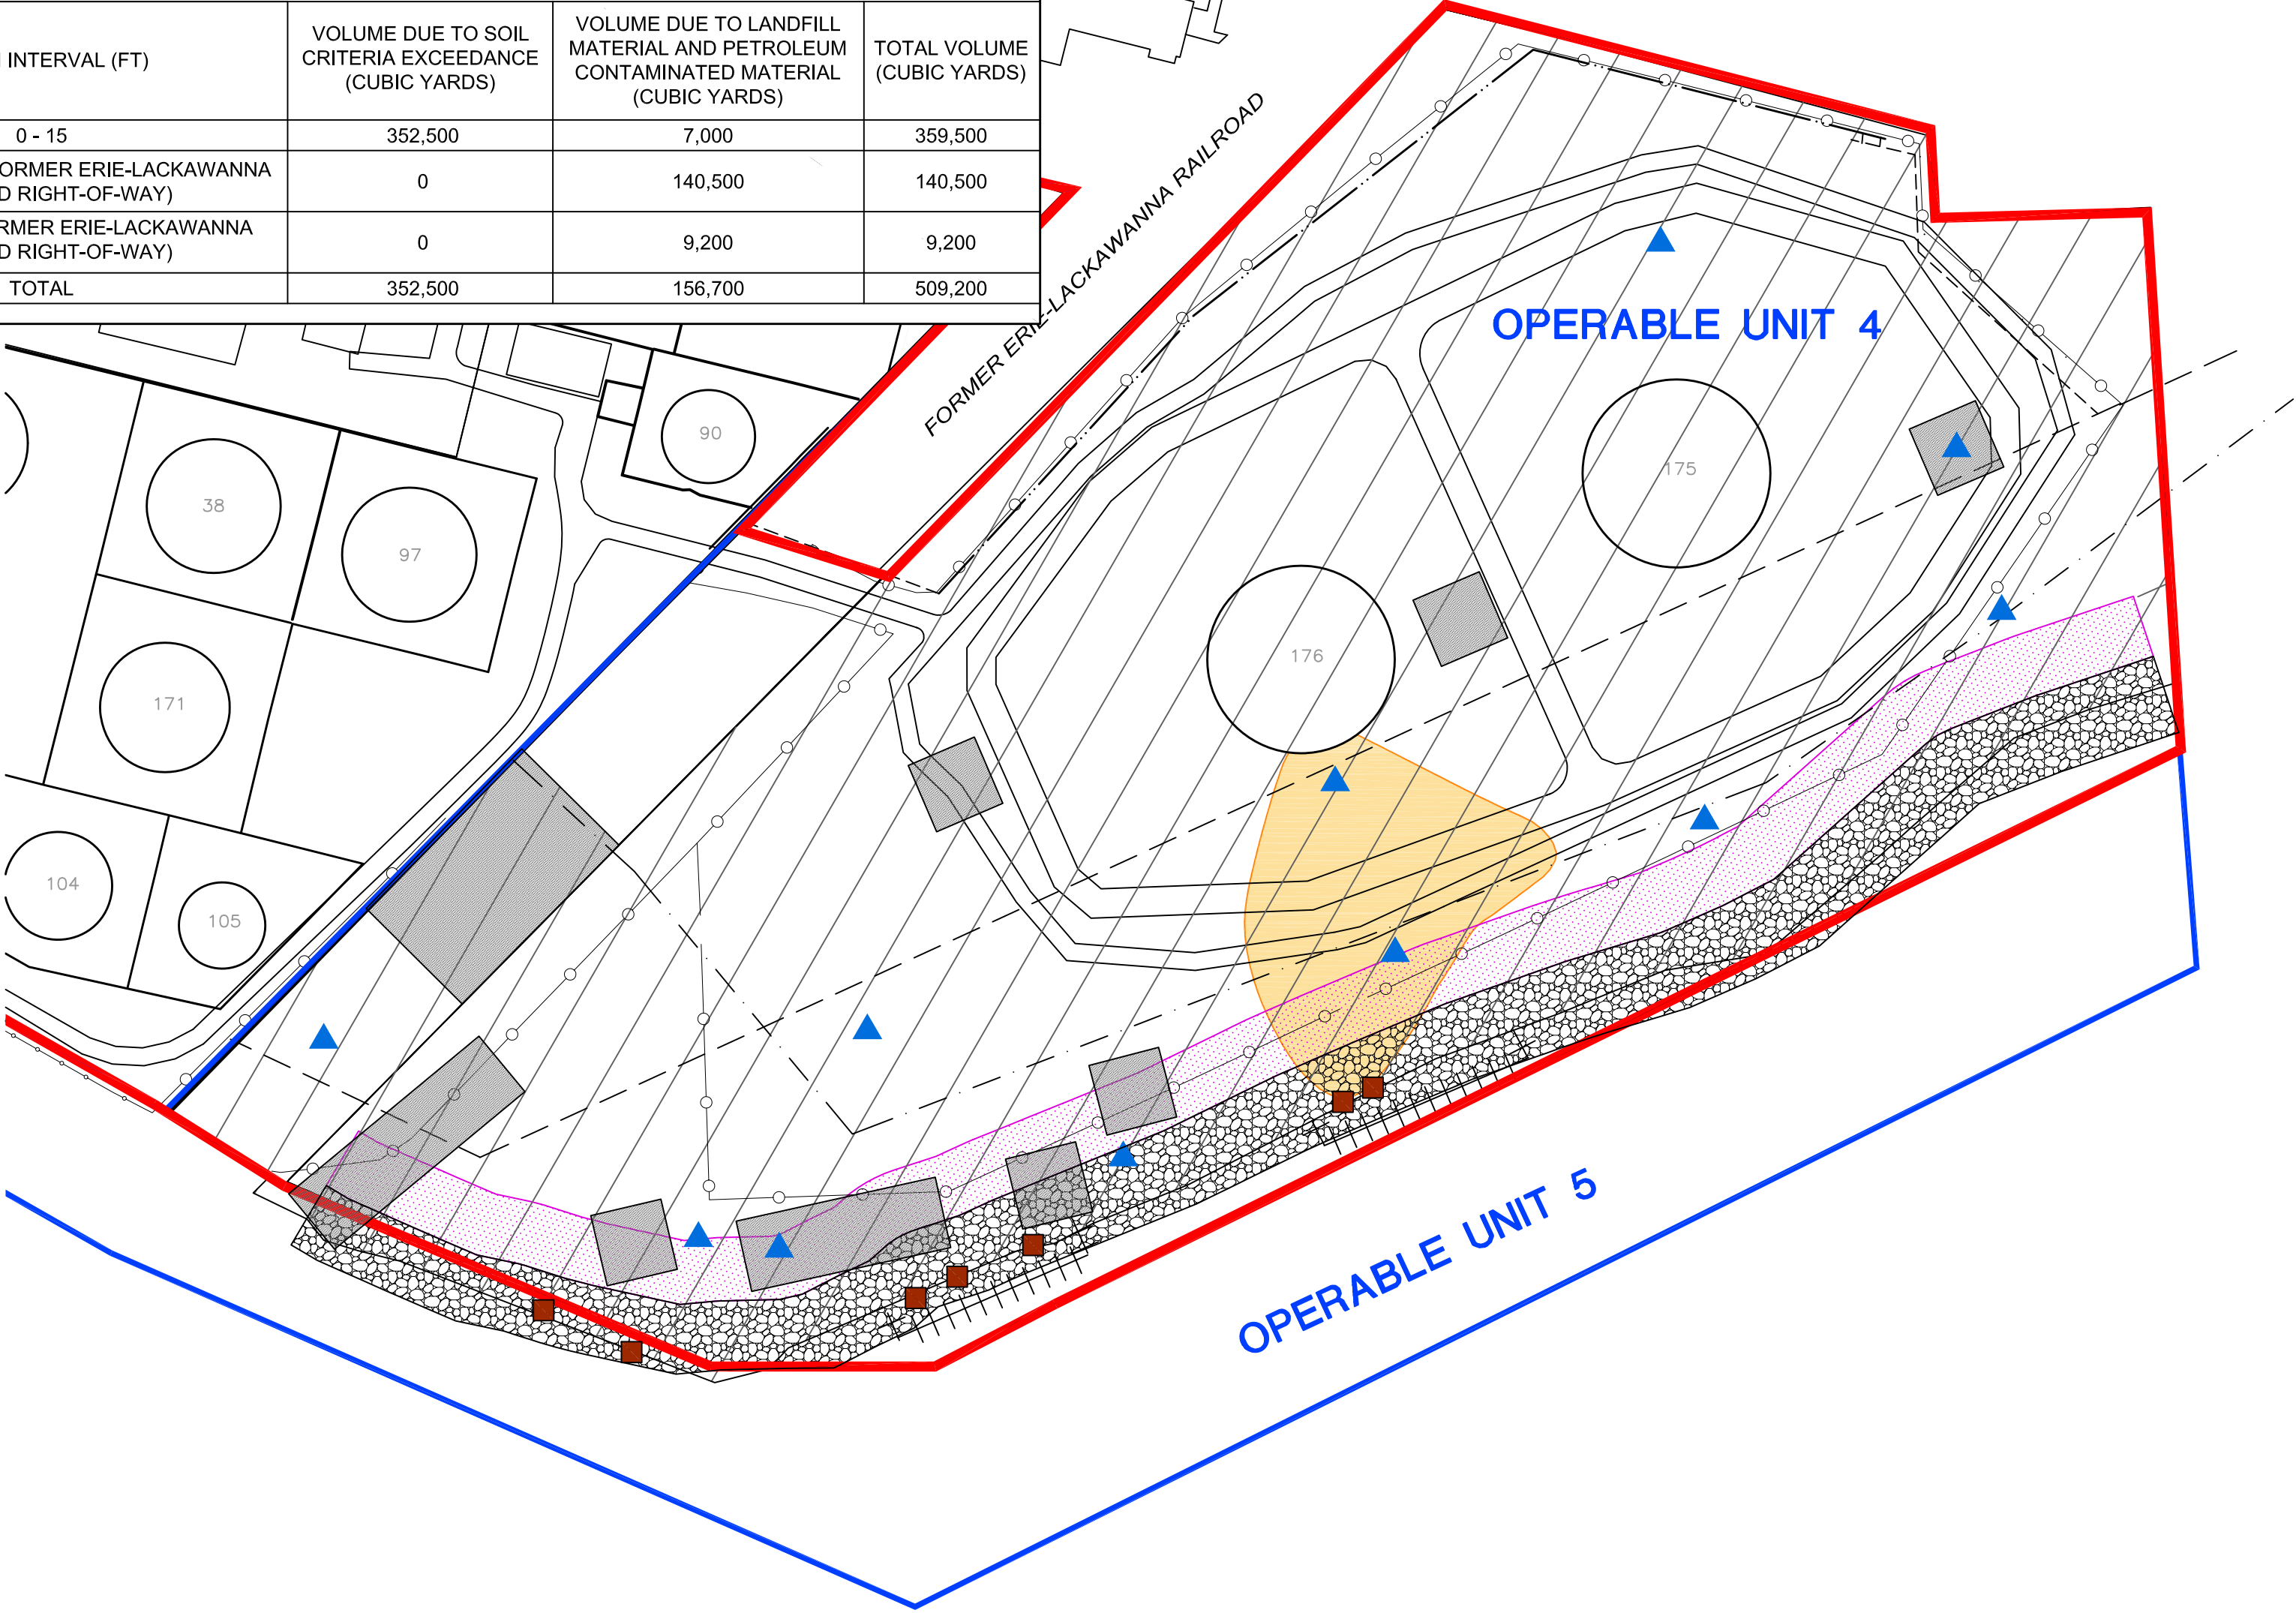 INTERVAL (FT)
VOLUME DUE TO SOIL
CRITERIA EXCEEDANCE
(CUBIC YARDS)
VOLUME DUE TO LANDFILL
MATERIAL AND PETROLEUM
CONTAMINATED MATERIAL
(CUBIC YARDS)
TOTAL VOLUME
(CUBIC YARDS)
0 - 15
352,500
7,000
359,500
ORMER ERIE-LACKAWANNA
D RIGHT-OF-WAY)
0
140,500
140,500
RMER ERIE-LACKAWANNA
D RIGHT-OF-WAY)
0
9,200
9,200
TOTAL
352,500
156,700
509,200
FORMER ERIE-LACKAWANNA RAILROAD
OPERABLE UNIT 4
90
175
38
97
176
171
104
105
OPERABLE UNIT 5